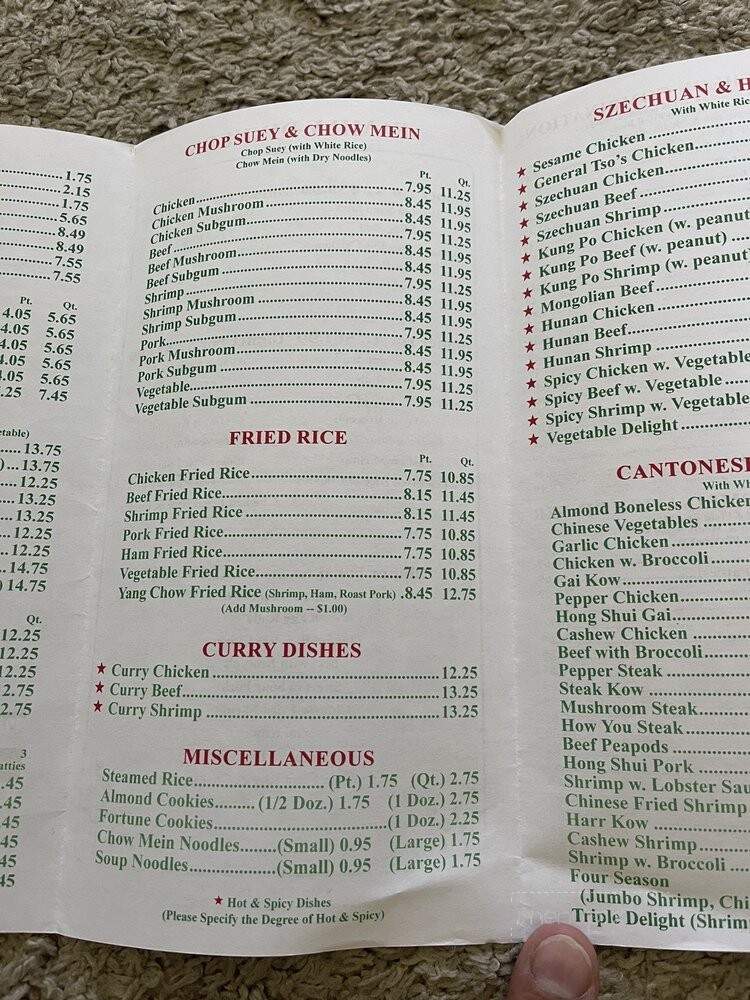 1.75
2.15
1.75
5.65
8.49
8.49
7.55
7.55
Pt. Qt.
4.05 5.65
4.05 5.65
4.05 5.65
4.05 5.65
.05 5.65
.25 7.45
etable)
13.75
13.75
12.25
13.25
13.25
12.25
12.25
14.75
) 14.75
Qt.
12.25
12.25
12.25
2.75
2.75
3
atties
.45
.45
.45
.45
.45
45
CHOP SUEY & CHOW MEIN
Chop Suey (with White Rice)
Chow Mein (with Dry Noodles)
Pt. Qt.
Chicken 7.95 11.25
Chicken Mushroom 8.45 11.95
Chicken Subgum 8.45 11.95
Beef 7.95 11.25
Beef Mushroom 8.45 11.95
Beef Subgum 8.45 11.95
Shrimp 7.95 11.25
Shrimp Mushroom 8.45 11.95
Shrimp Subgum 8.45 11.95
Pork 7.95 11.25
Pork Mushroom 8.45 11.95
Pork Subgum 8.45 11.95
Vegetable 7.95 11.25
Vegetable Subgum 7.95 11.25
FRIED RICE
Pt. Qt.
Chicken Fried Rice 7.75 10.85
Beef Fried Rice 8.15 11.45
Shrimp Fried Rice 8.15 11.45
Pork Fried Rice 7.75 10.85
Ham Fried Rice 7.75 10.85
Vegetable Fried Rice 7.75 10.85
Yang Chow Fried Rice (Shrimp, Ham, Roast Pork) .8.45 12.75
(Add Mushroom -- $1.00)
CURRY DISHES
★ Curry Chicken 12.25
★ Curry Beef 13.25
★ Curry Shrimp 13.25
MISCELLANEOUS
Steamed Rice (Pt.) 1.75 (Qt.) 2.75
Almond Cookies (1/2 Doz.) 1.75 (1 Doz.) 2.75
Fortune Cookies (1 Doz.) 2.25
Chow Mein Noodles (Small) 0.95 (Large) 1.75
Soup Noodles (Small) 0.95 (Large) 1.75
★ Hot & Spicy Dishes
(Please Specify the Degree of Hot & Spicy)
SZECHUAN & H
With White Ric
★ Sesame Chicken
★ General Tso's Chicken
★ Szechuan Chicken
★ Szechuan Beef
★ Szechuan Shrimp
★ Kung Po Chicken (w. peanut
★ Kung Po Beef (w. peanut)
★ Kung Po Shrimp (w. peanut)
★ Mongolian Beef
★ Hunan Chicken
★ Hunan Beef
★ Hunan Shrimp
★ Spicy Chicken w. Vegetable
★ Spicy Beef w. Vegetable
★ Spicy Shrimp w. Vegetable
★ Vegetable Delight
CANTONESE
With Wh
Almond Boneless Chicken
Chinese Vegetables
Garlic Chicken
Chicken w. Broccoli
Gai Kow
Pepper Chicken
Hong Shui Gai
Cashew Chicken
Beef with Broccoli
Pepper Steak
Steak Kow
Mushroom Steak
How You Steak
Beef Peapods
Hong Shui Pork
Shrimp w. Lobster Sau
Chinese Fried Shrimp
Harr Kow
Cashew Shrimp
Shrimp w. Broccoli
Four Season
(Jumbo Shrimp, Chi
Triple Delight (Shrim